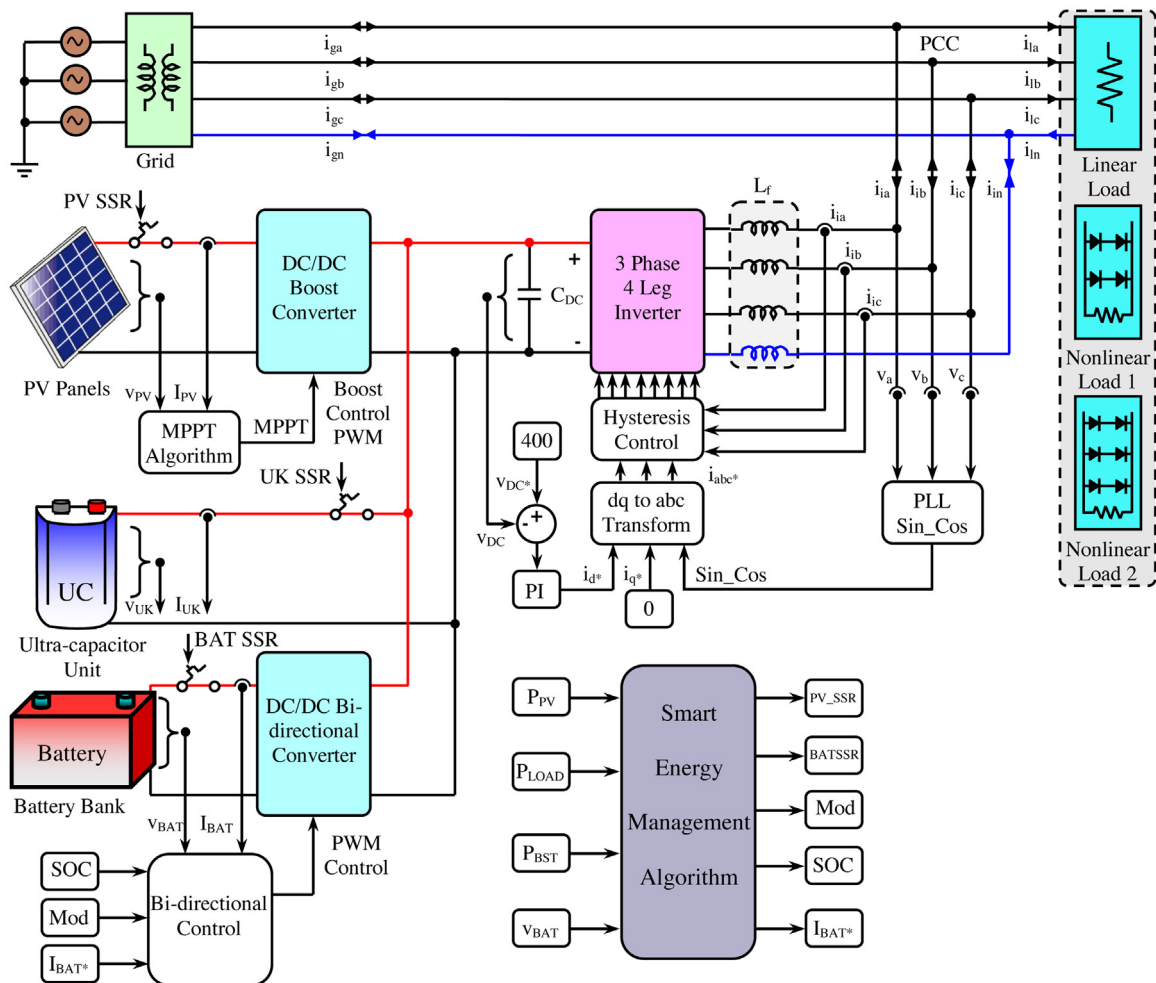 i_ga
PCC
i_la
i_gb
i_lb
i_gc
i_lc
i_gn
i_ln
Grid
Linear
Load
i_ia
i_ib
i_ic
i_in
PV SSR
L_f
DC/DC
Boost
Converter
+
C_DC
-
3 Phase
4 Leg
Inverter
i_ia
i_ib
i_ic
Nonlinear
Load 1
PV Panels
v_PV
I_PV
MPPT
Algorithm
MPPT
Boost
Control
PWM
v_a
v_b
v_c
Hysteresis
Control
400
i_abc*
UK SSR
v_DC*
dq to abc
Transform
PLL
Sin_Cos
-
+
v_DC
Nonlinear
Load 2
UC
v_UK
I_UK
PI
i_d*
i_q*
Sin_Cos
0
Ultra-capacitor
Unit
BAT SSR
DC/DC Bi-
directional
Converter
Battery
Battery Bank
v_BAT
I_BAT
PWM
Control
SOC
Mod
I_BAT*
Bi-directional
Control
P_PV
P_LOAD
P_BST
v_BAT
Smart
Energy
Management
Algorithm
PV_SSR
BATSSR
Mod
SOC
I_BAT*